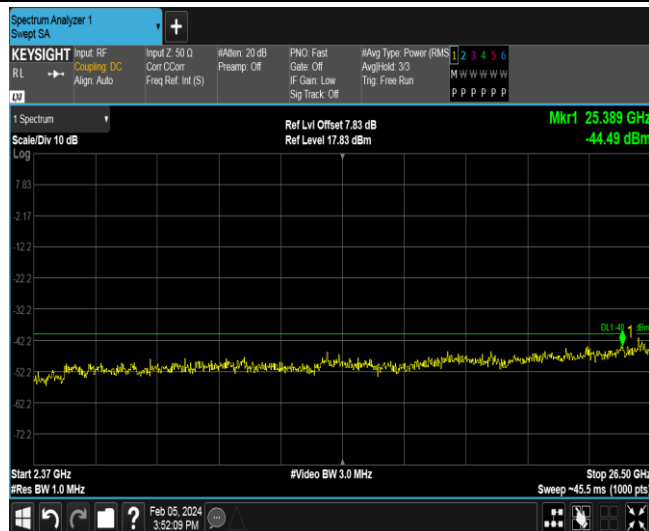 Spectrum Analyzer 1
Swept SA
+
KEYSIGHT
RL
Input: RF
Coupling: DC
Align: Auto
Input Z: 50 Ω
Corr CCorr
Freq Ref: Int (S)
#Atten: 20 dB
Preamp: Off
PNO: Fast
Gate: Off
IF Gain: Low
Sig Track: Off
#Avg Type: Power (RMS
Avg|Hold: 3/3
Trig: Free Run
1 2 3 4 5 6
M W W W W W
P P P P P P
1 Spectrum
Scale/Div 10 dB
Log
Ref Lvl Offset 7.83 dB
Ref Level 17.83 dBm
Mkr1 25.389 GHz
-44.49 dBm
7.83
-2.17
-12.2
-22.2
-32.2
-42.2
-52.2
-62.2
-72.2
DL1 -40 dBm
1
Start 2.37 GHz
#Res BW 1.0 MHz
#Video BW 3.0 MHz
Stop 26.50 GHz
Sweep ~45.5 ms (1000 pts)
?
Feb 05, 2024
3:52:09 PM